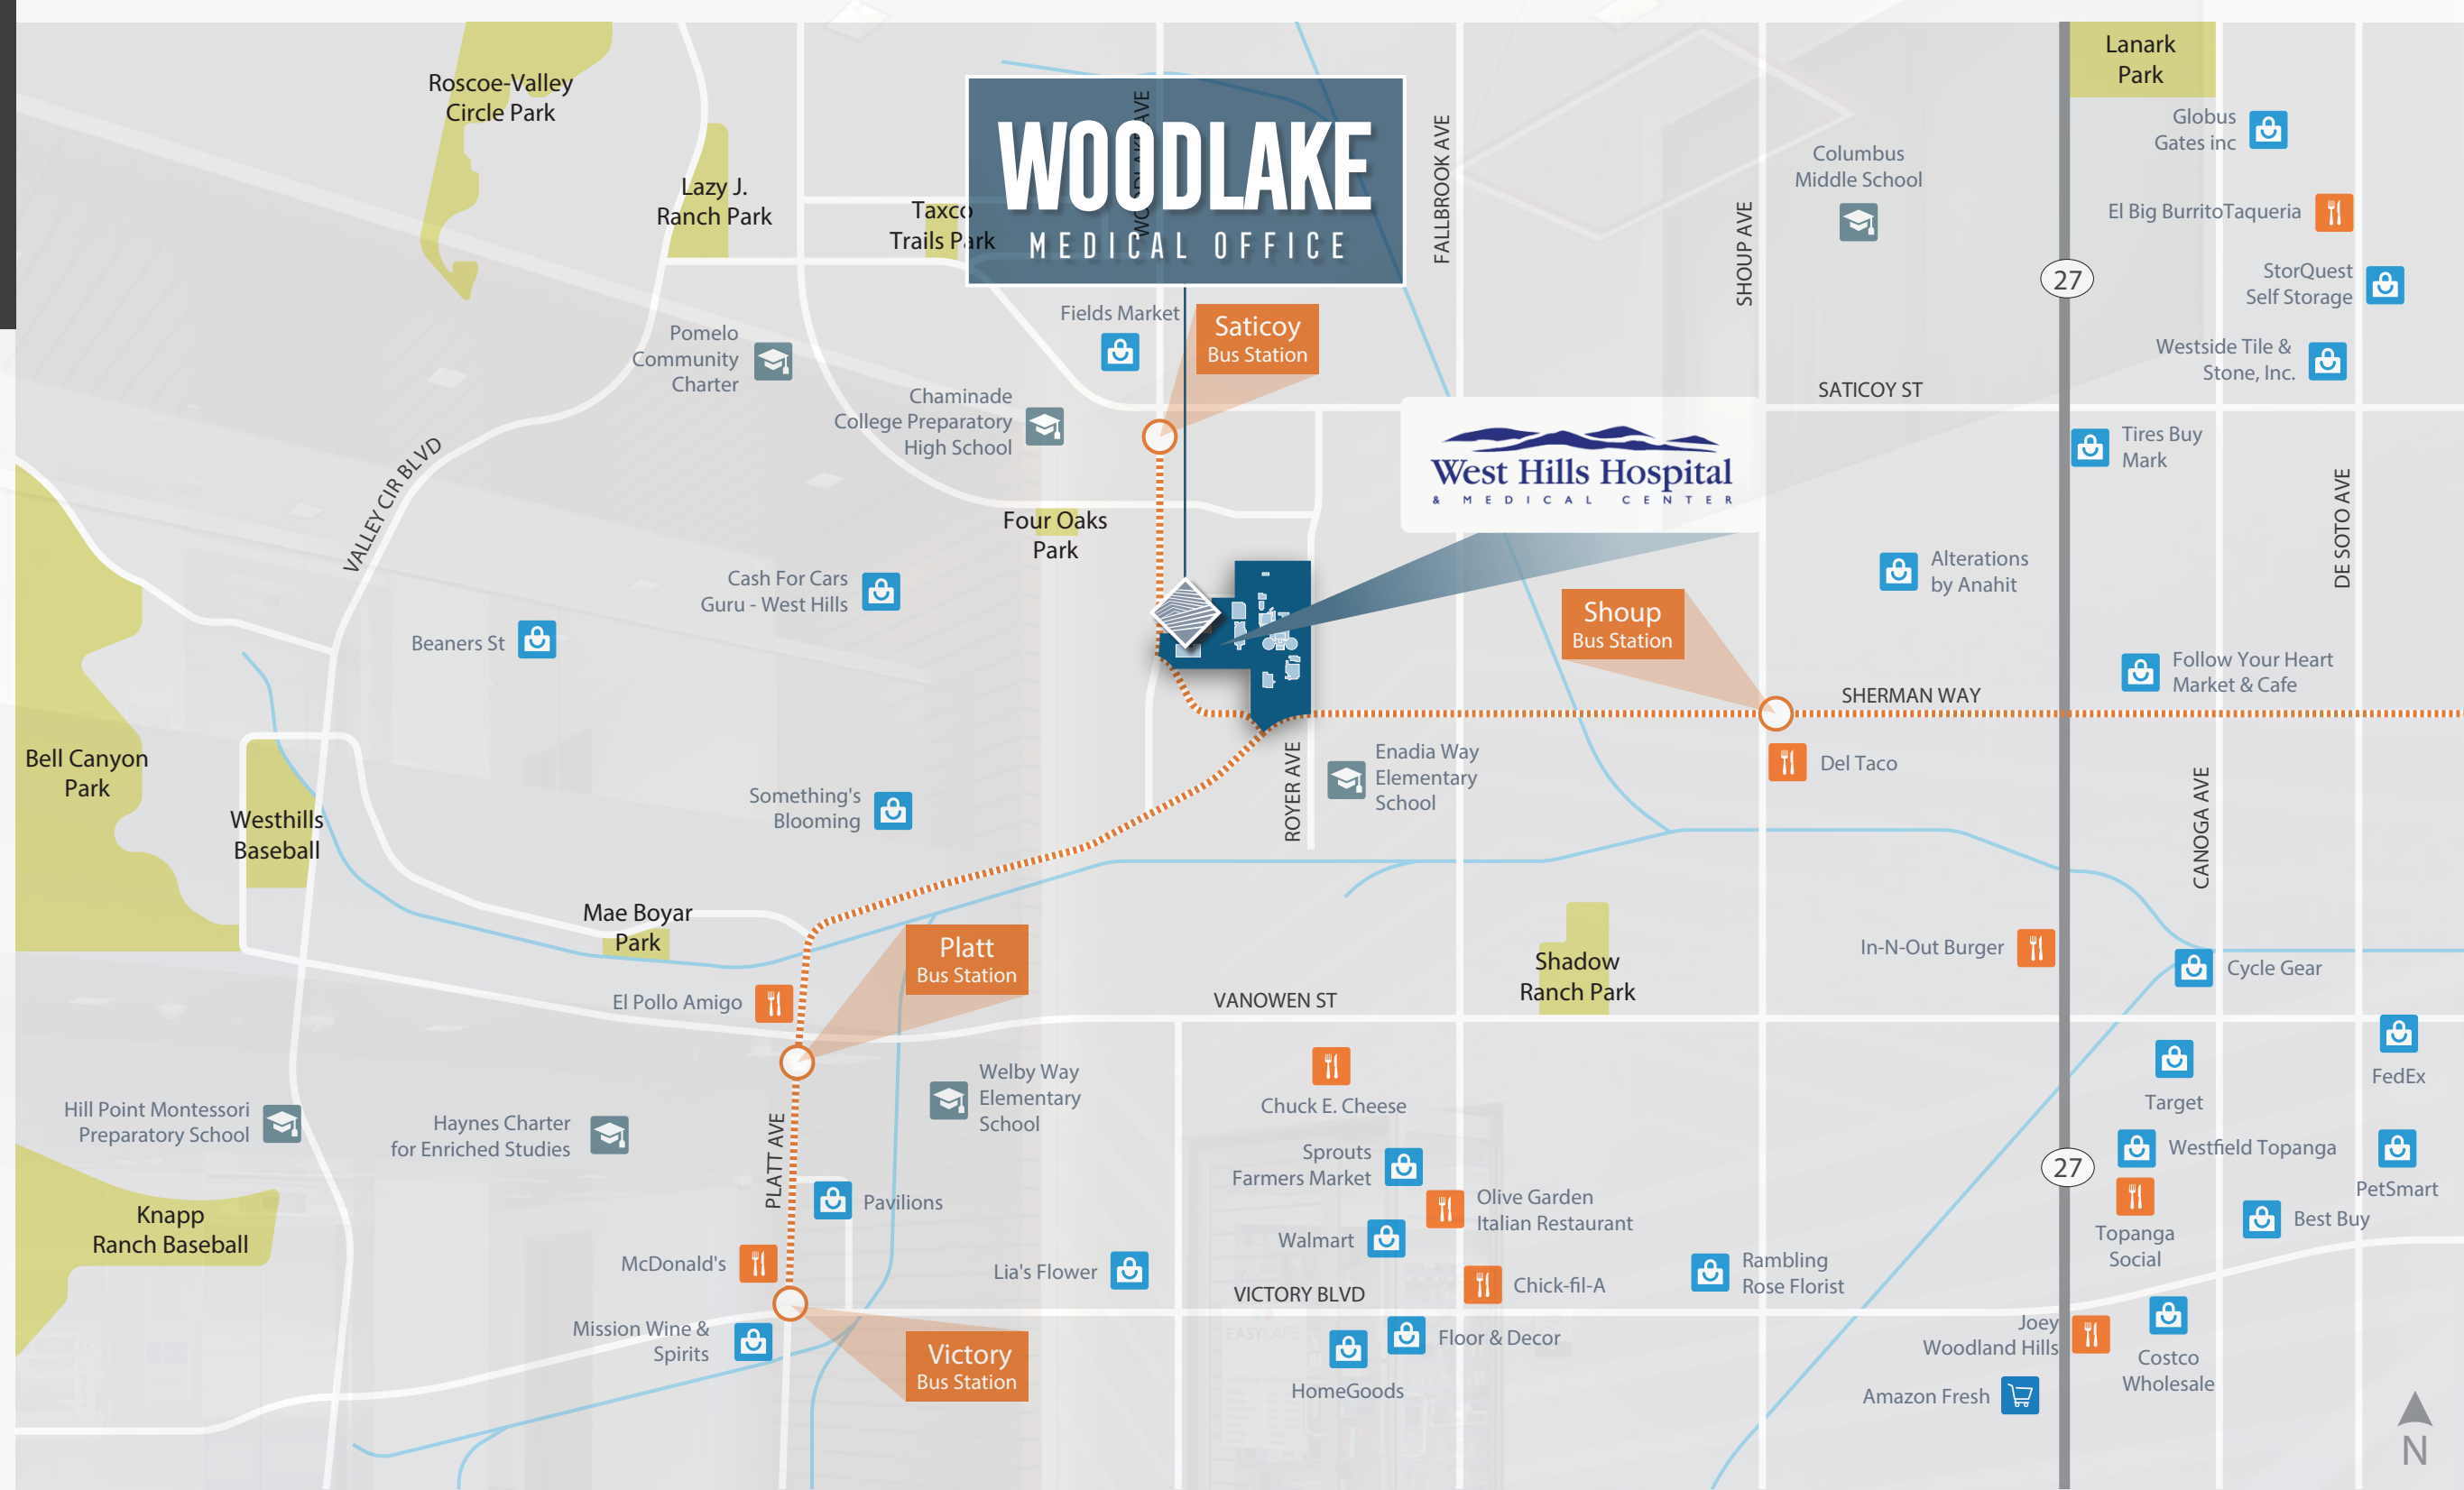 Roscoe-Valley
Circle Park
Lazy J.
Ranch Park
Taxco
Trails Park
WOODLAKE AVE
WOODLAKE
MEDICAL OFFICE
FALLBROOK AVE
SHOUP AVE
Columbus
Middle School
Lanark
Park
Globus
Gates inc
El Big BurritoTaqueria
27
StorQuest
Self Storage
Westside Tile &
Stone, Inc.
Fields Market
Saticoy
Bus Station
Pomelo
Community
Charter
Chaminade
College Preparatory
High School
SATICOY ST
Tires Buy
Mark
West Hills Hospital
& MEDICAL CENTER
VALLEY CIR BLVD
Four Oaks
Park
DE SOTO AVE
Cash For Cars
Guru - West Hills
Beaners St
Alterations
by Anahit
Shoup
Bus Station
Follow Your Heart
Market & Cafe
SHERMAN WAY
Del Taco
Enadia Way
Elementary
School
ROYER AVE
CANOGA AVE
Bell Canyon
Park
Westhills
Baseball
Something's
Blooming
Mae Boyar
Park
Platt
Bus Station
Shadow
Ranch Park
In-N-Out Burger
Cycle Gear
El Pollo Amigo
VANOWEN ST
Welby Way
Elementary
School
Chuck E. Cheese
Target
FedEx
Hill Point Montessori
Preparatory School
Haynes Charter
for Enriched Studies
PLATT AVE
Pavilions
Sprouts
Farmers Market
Olive Garden
Italian Restaurant
Walmart
27
Westfield Topanga
PetSmart
Topanga
Social
Best Buy
Knapp
Ranch Baseball
McDonald's
Lia's Flower
VICTORY BLVD
Chick-fil-A
Rambling
Rose Florist
Mission Wine &
Spirits
Victory
Bus Station
HomeGoods
Floor & Decor
Joey
Woodland Hills
Costco
Wholesale
Amazon Fresh
N